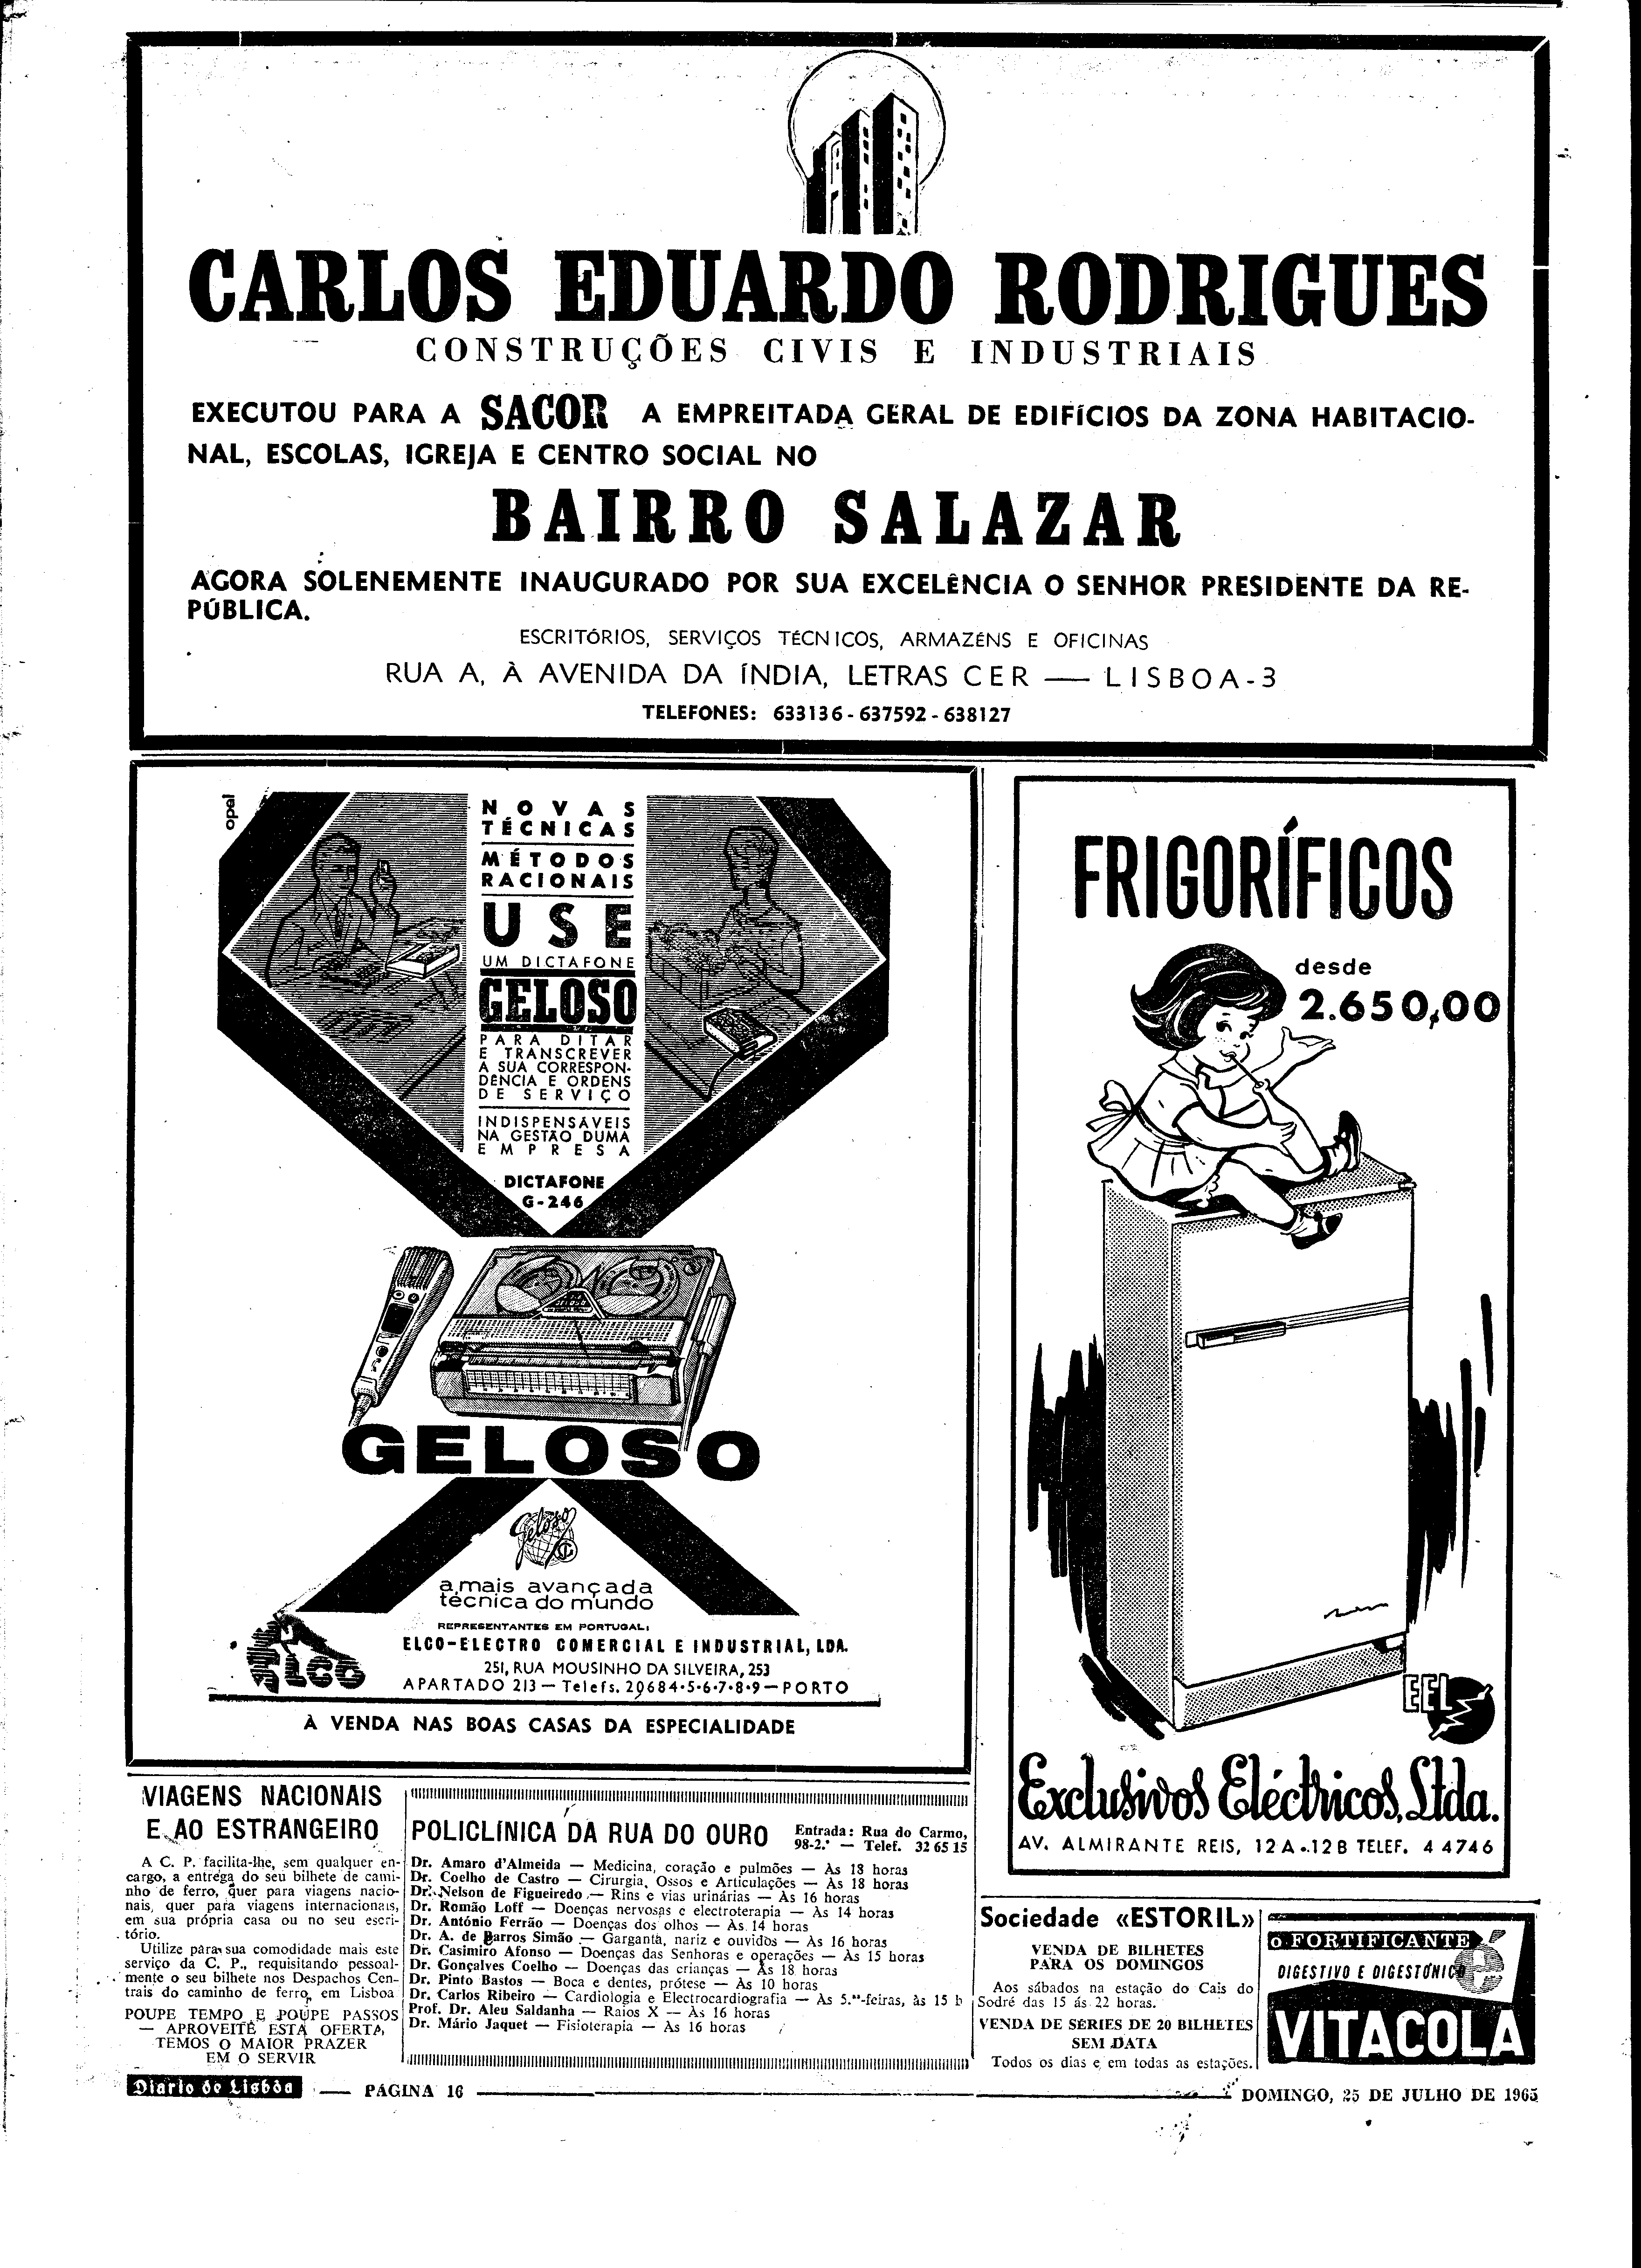 CARLOS EDUARDO RODRIGUES
CONSTRUÇÕES CIVIS E INDUSTRIAIS
EXECUTOU PARA A SACOR A EMPREITADA GERAL DE EDIFÍCIOS DA ZONA HABITACIO-
NAL, ESCOLAS, IGREJA E CENTRO SOCIAL NO
BAIRRO SALAZAR
AGORA SOLENEMENTE INAUGURADO POR SUA EXCELÊNCIA O SENHOR PRESIDENTE DA RE-
PÚBLICA.
ESCRITÓRIOS, SERVIÇOS TÉCNICOS, ARMAZÉNS E OFICINAS
RUA A, À AVENIDA DA ÍNDIA, LETRAS CER — LISBOA-3
TELEFONES: 633136 - 637592 - 638127
opal
NOVAS
TÉCNICAS
MÉTODOS
RACIONAIS
USE
UM DICTAFONE
GELOSO
PARA DITAR
E TRANSCREVER
A SUA CORRESPON-
DÊNCIA E ORDENS
DE SERVIÇO
INDISPENSÁVEIS
NA GESTÃO DUMA
EMPRESA
DICTAFONE
G-246
GELOSO
Geloso
a mais avançada
técnica do mundo
REPRESENTANTES EM PORTUGAL:
ELCO-ELECTRO COMERCIAL E INDUSTRIAL, LDA.
251, RUA MOUSINHO DA SILVEIRA, 253
APARTADO 213 — Telefs. 20684·5·6·7·8·9 — PORTO
ELCO
À VENDA NAS BOAS CASAS DA ESPECIALIDADE
FRIGORÍFICOS
desde
2.650,00
EEL
Exclusivos Eléctricos, Ltda.
AV. ALMIRANTE REIS, 12 A - 12 B TELEF. 4 4746
VIAGENS NACIONAIS
E AO ESTRANGEIRO
A C. P. facilita-lhe, sem qualquer en-
cargo, a entrega do seu bilhete de cami-
nho de ferro, quer para viagens nacio-
nais, quer para viagens internacionais,
em sua própria casa ou no seu escri-
tório.
Utilize para sua comodidade mais este
serviço da C. P., requisitando pessoal-
mente o seu bilhete nos Despachos Cen-
trais do caminho de ferro, em Lisboa
POUPE TEMPO E POUPE PASSOS
— APROVEITE ESTA OFERTA,
TEMOS O MAIOR PRAZER
EM O SERVIR
POLICLÍNICA DA RUA DO OURO
Entrada: Rua do Carmo,
98-2.º — Telef. 32 65 15
Dr. Amaro d'Almeida — Medicina, coração e pulmões — Às 18 horas
Dr. Coelho de Castro — Cirurgia, Ossos e Articulações — Às 18 horas
Dr. Nelson de Figueiredo — Rins e vias urinárias — Às 16 horas
Dr. Romão Loff — Doenças nervosas e electroterapia — Às 14 horas
Dr. António Ferrão — Doenças dos olhos — Às 14 horas
Dr. A. de Barros Simão — Garganta, nariz e ouvidos — Às 16 horas
Dr. Casimiro Afonso — Doenças das Senhoras e operações — Às 15 horas
Dr. Gonçalves Coelho — Doenças das crianças — Às 18 horas
Dr. Pinto Bastos — Boca e dentes, prótese — Às 10 horas
Dr. Carlos Ribeiro — Cardiologia e Electrocardiografia — Às 5.ªs-feiras, às 15 h
Prof. Dr. Aleu Saldanha — Raios X — Às 16 horas
Dr. Mário Jaquet — Fisioterapia — Às 16 horas
Sociedade «ESTORIL»
VENDA DE BILHETES
PARA OS DOMINGOS
Aos sábados na estação do Cais do
Sodré das 15 ás 22 horas.
VENDA DE SÉRIES DE 20 BILHETES
SEM DATA
Todos os dias e em todas as estações.
o FORTIFICANTE é
DIGESTIVO E DIGESTÓNICO
VITACOLA
Diário de Lisbôa — PÁGINA 16
DOMINGO, 25 DE JULHO DE 1965